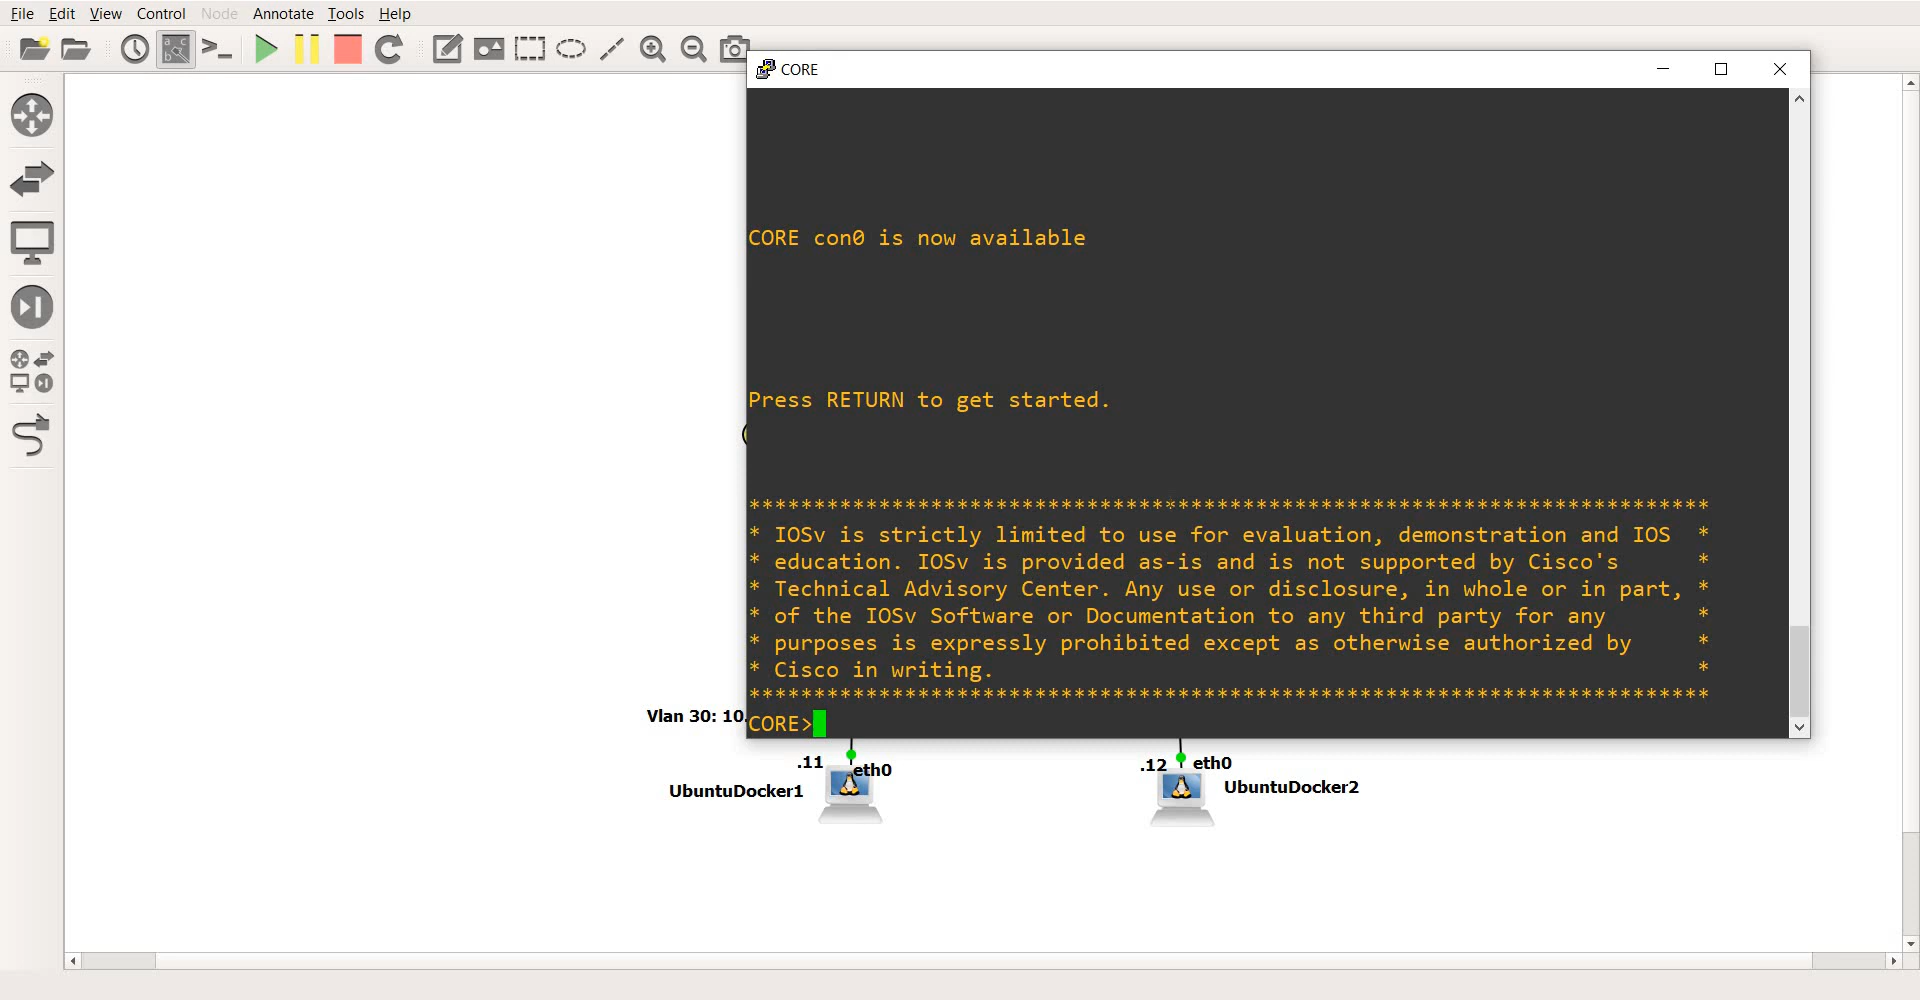 File Edit View Control Node Annotate Tools Help
CORE
CORE con0 is now available
Press RETURN to get started.
**************************************************************************
* IOSv is strictly limited to use for evaluation, demonstration and IOS  *
* education. IOSv is provided as-is and is not supported by Cisco's      *
* Technical Advisory Center. Any use or disclosure, in whole or in part, *
* of the IOSv Software or Documentation to any third party for any       *
* purposes is expressly prohibited except as otherwise authorized by     *
* Cisco in writing.                                                      *
**************************************************************************
CORE>
Vlan 30: 10.
.11
eth0
UbuntuDocker1
.12 eth0
UbuntuDocker2